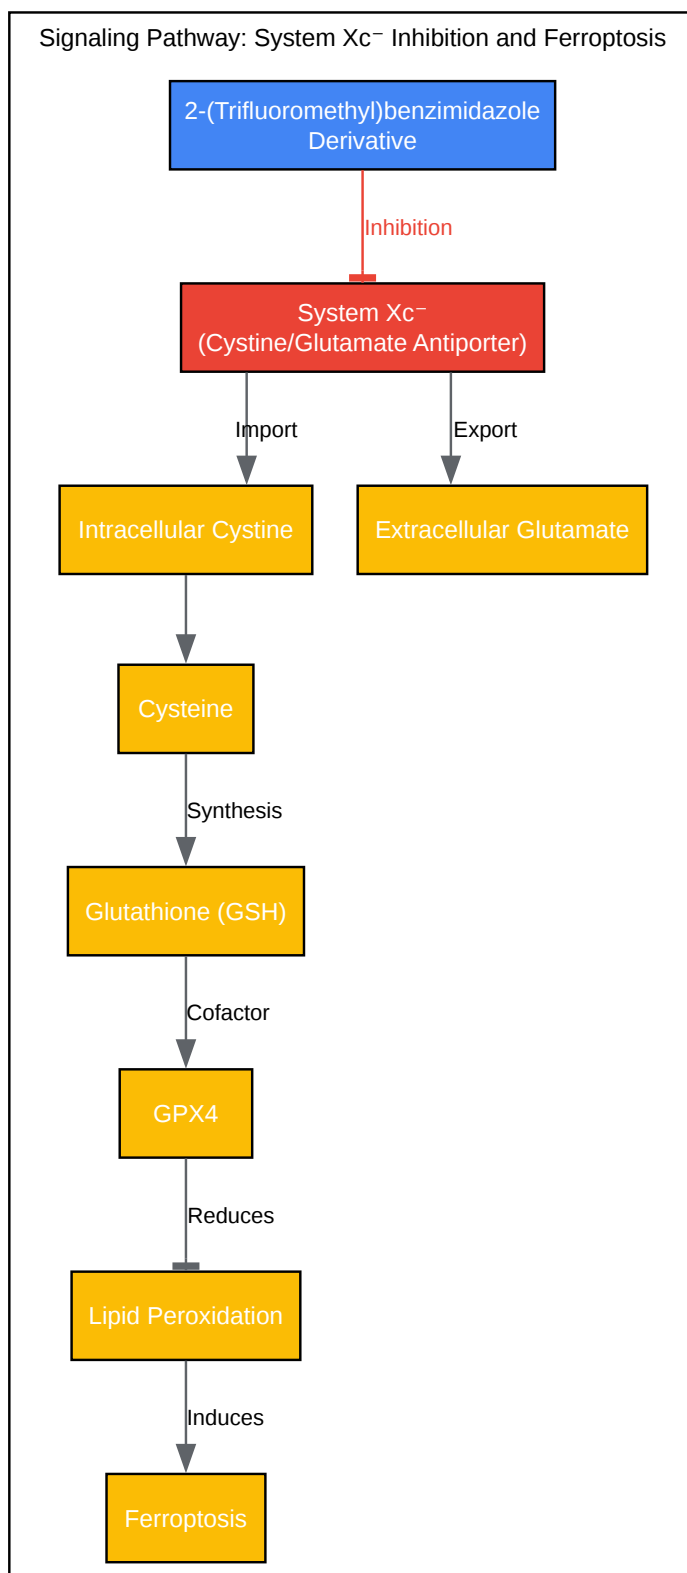 Signaling Pathway: System Xc⁻ Inhibition and Ferroptosis
2-(Trifluoromethyl)benzimidazole
Derivative
Inhibition
System Xc⁻
(Cystine/Glutamate Antiporter)
Import
Export
Intracellular Cystine
Extracellular Glutamate
Cysteine
Synthesis
Glutathione (GSH)
Cofactor
GPX4
Reduces
Lipid Peroxidation
Induces
Ferroptosis